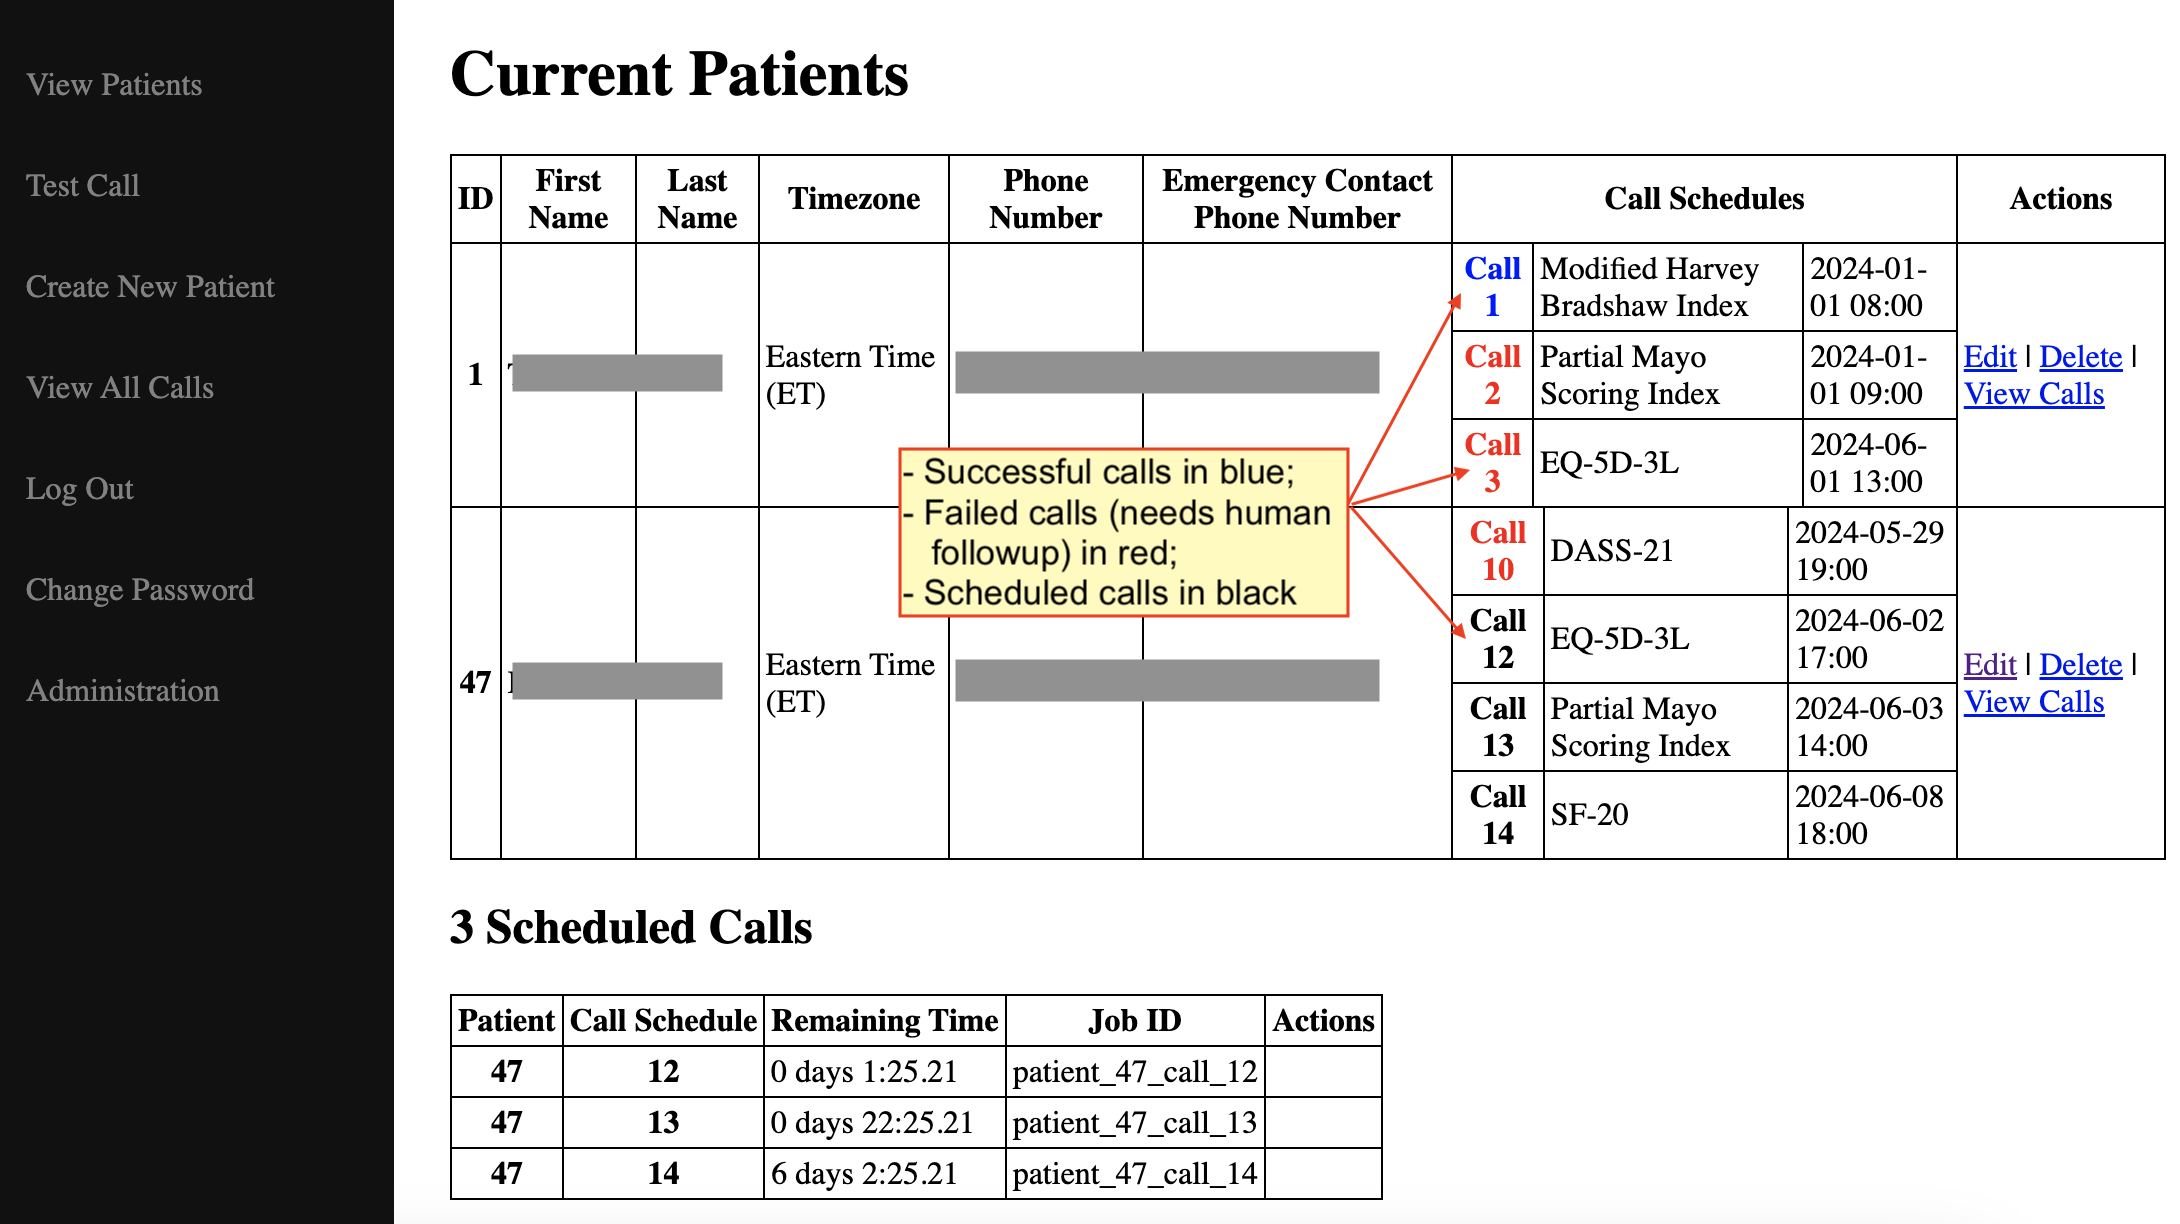 View Patients
Test Call
Create New Patient
View All Calls
Log Out
Change Password
Administration
Current Patients
ID
First
Name
Last
Name
Timezone
Phone
Number
Emergency Contact
Phone Number
Call Schedules
Actions
1
Eastern Time
(ET)
Call
1
Modified Harvey
Bradshaw Index
2024-01-
01 08:00
Call
2
Partial Mayo
Scoring Index
2024-01-
01 09:00
Call
3
EQ-5D-3L
2024-06-
01 13:00
Edit | Delete |
View Calls
- Successful calls in blue;
- Failed calls (needs human
followup) in red;
- Scheduled calls in black
47
Eastern Time
(ET)
Call
10
DASS-21
2024-05-29
19:00
Call
12
EQ-5D-3L
2024-06-02
17:00
Call
13
Partial Mayo
Scoring Index
2024-06-03
14:00
Call
14
SF-20
2024-06-08
18:00
Edit | Delete |
View Calls
3 Scheduled Calls
Patient Call Schedule Remaining Time Job ID Actions
47 12 0 days 1:25.21 patient_47_call_12
47 13 0 days 22:25.21 patient_47_call_13
47 14 6 days 2:25.21 patient_47_call_14